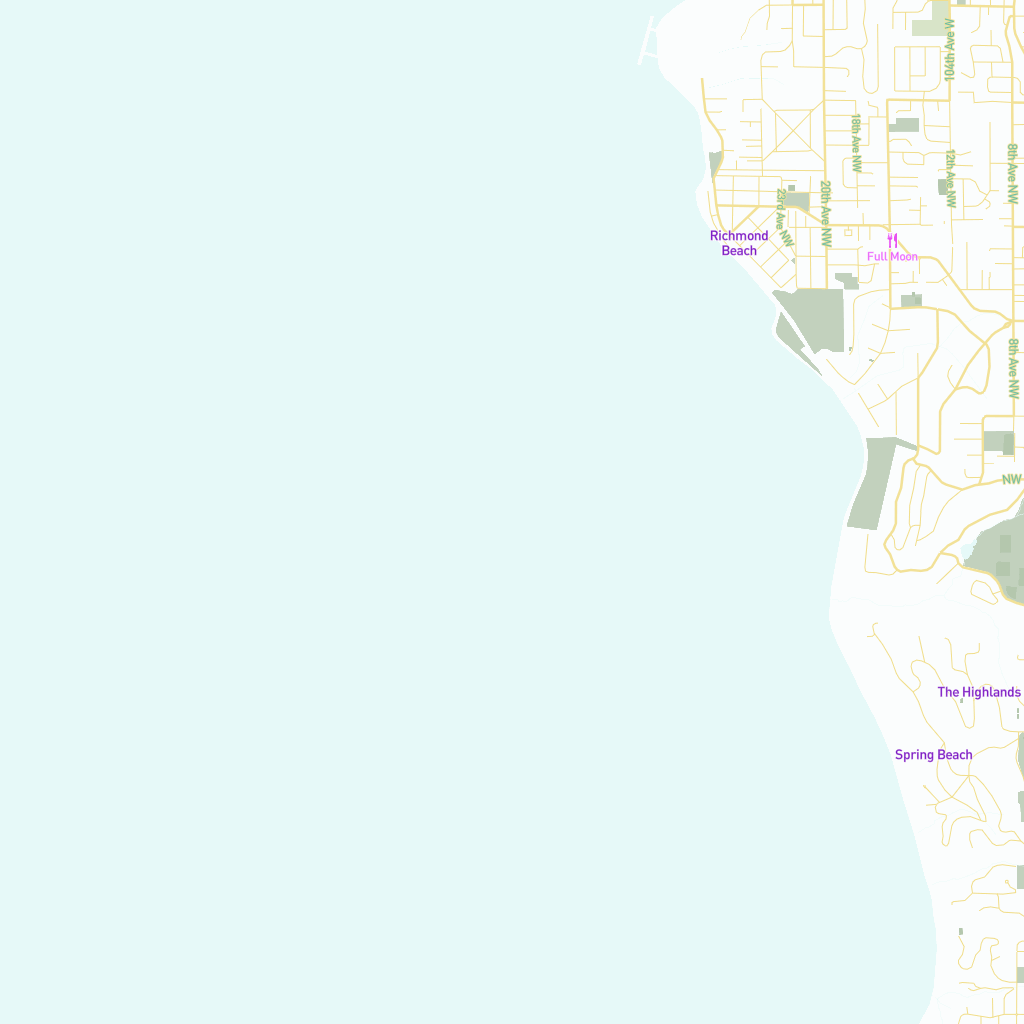 104th Ave W
18th Ave NW
8th Ave NW
12th Ave NW
20th Ave NW
23rd Ave NW
Richmond
Beach
Full Moon
8th Ave NW
NW
The Highlands
Spring Beach